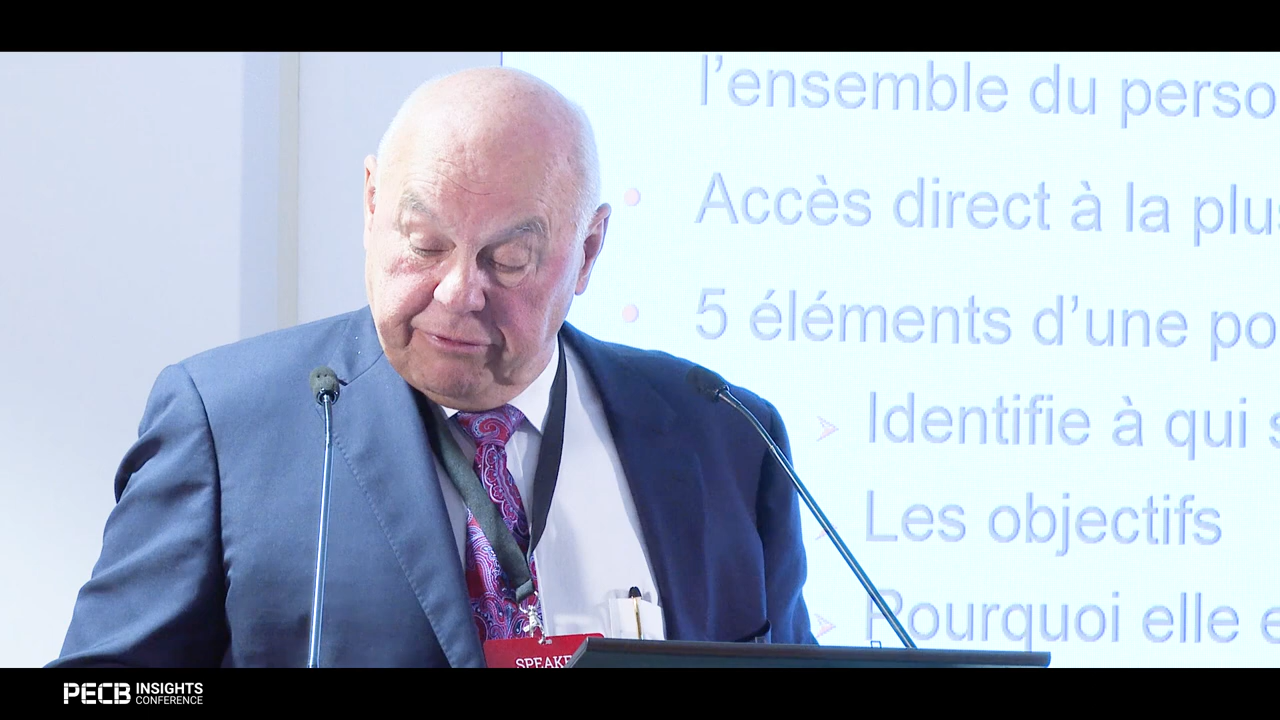 l'ensemble du perso
Accès direct à la plus
5 éléments d'une po
Identifie à qui s
Les objectifs
Pourquoi elle e
SPEAKE
PECB INSIGHTS
CONFERENCE